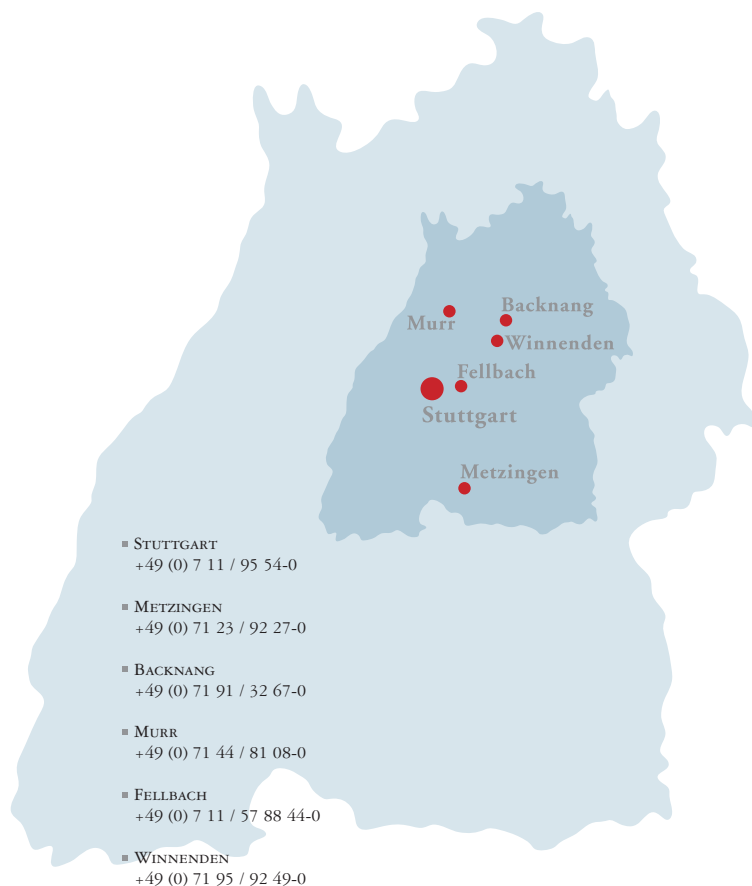 Backnang
Murr
Winnenden
Fellbach
Stuttgart
Metzingen
STUTTGART
+49 (0) 7 11 / 95 54-0
METZINGEN
+49 (0) 71 23 / 92 27-0
BACKNANG
+49 (0) 71 91 / 32 67-0
MURR
+49 (0) 71 44 / 81 08-0
FELLBACH
+49 (0) 7 11 / 57 88 44-0
WINNENDEN
+49 (0) 71 95 / 92 49-0